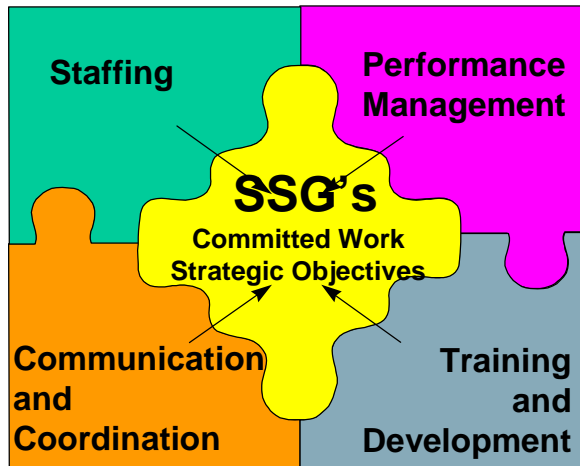 Staffing
Performance
Management
SSG's
Committed Work
Strategic Objectives
Communication
and
Coordination
Training
and
Development